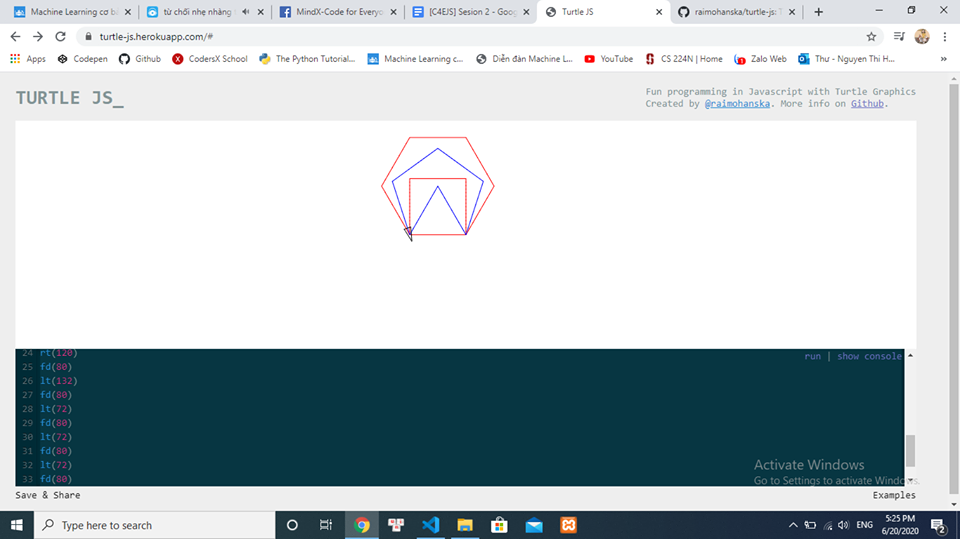 Machine Learning cơ b
từ chối nhẹ nhàng
MindX-Code for Everyo
[C4EJS] Sesion 2 - Goog
Turtle JS
raimohanska/turtle-js: T
turtle-js.herokuapp.com/#
Apps
Codepen
Github
CodersX School
The Python Tutorial...
Machine Learning c...
Diễn đàn Machine L...
YouTube
CS 224N | Home
Zalo Web
Thư - Nguyen Thi H...
»
TURTLE JS_
Fun programming in Javascript with Turtle Graphics
Created by @raimohanska. More info on Github.
run | show console
24 rt(120)
25 fd(80)
26 lt(132)
27 fd(80)
28 lt(72)
29 fd(80)
30 lt(72)
31 fd(80)
32 lt(72)
33 fd(80)
Activate Windows
Go to Settings to activate Windows.
Save & Share
Examples
Type here to search
ENG
5:25 PM
6/20/2020
2